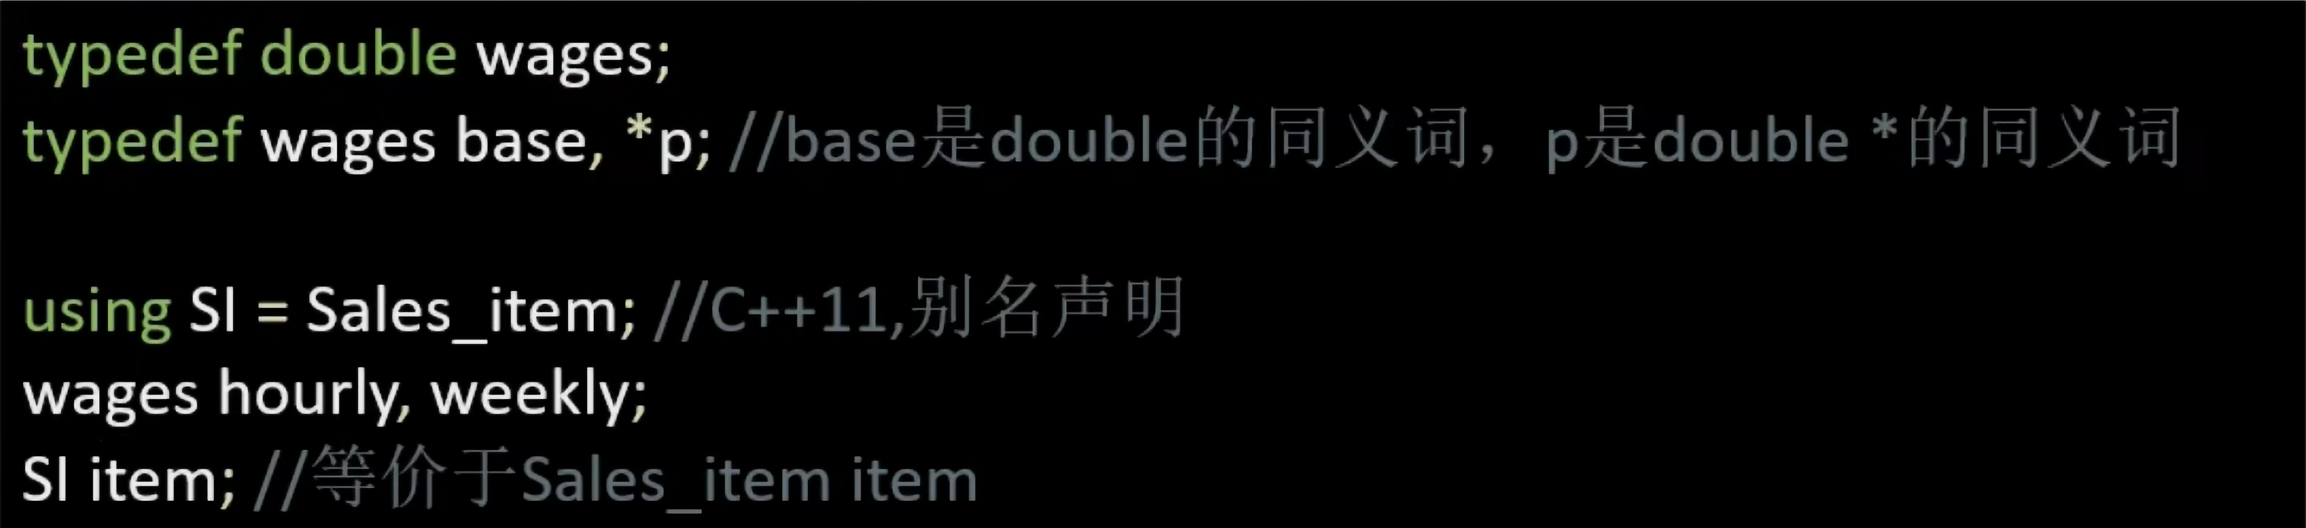 typedef double wages;
typedef wages base, *p; //base是double的同义词，p是double *的同义词
using SI = Sales_item; //C++11,别名声明
wages hourly, weekly;
SI item; //等价于Sales_item item